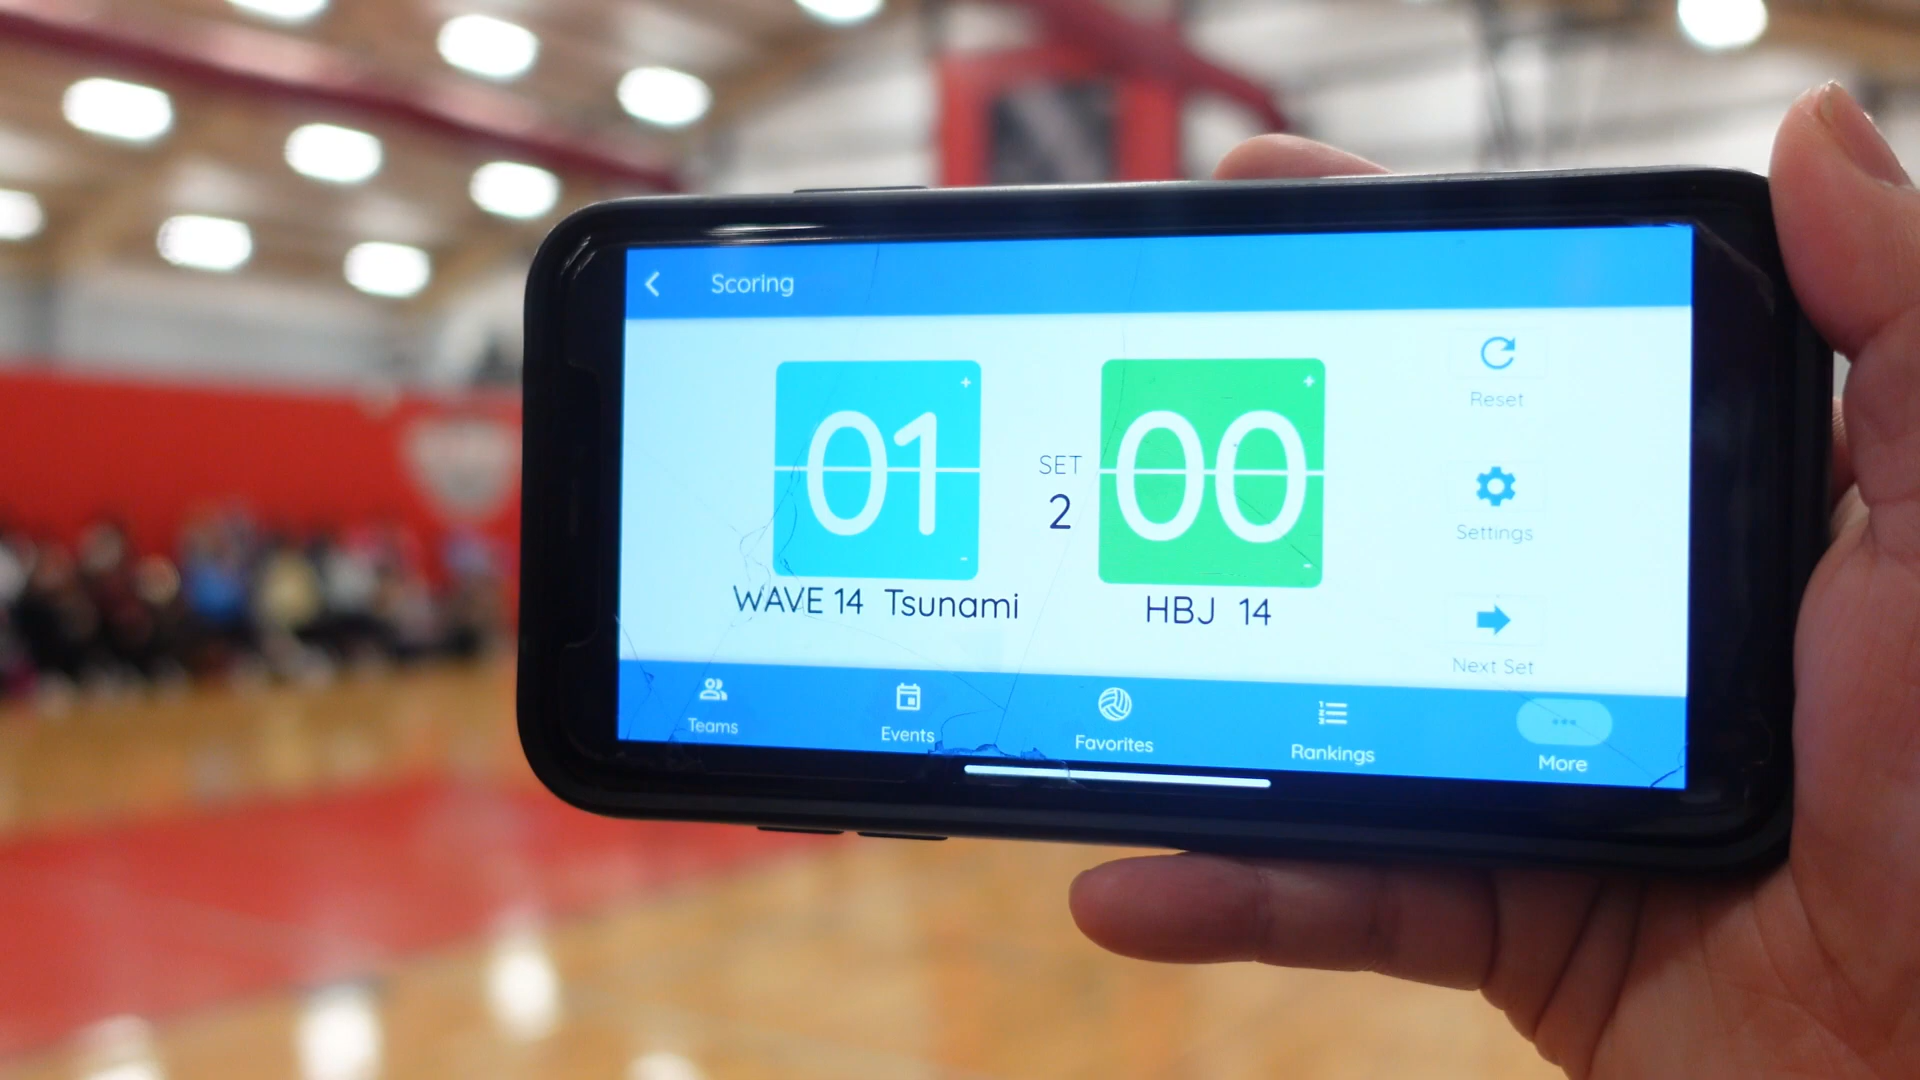 Scoring
01
SET
2
00
WAVE 14 Tsunami
HBJ 14
Reset
Settings
Next Set
Teams
Events
Favorites
Rankings
More